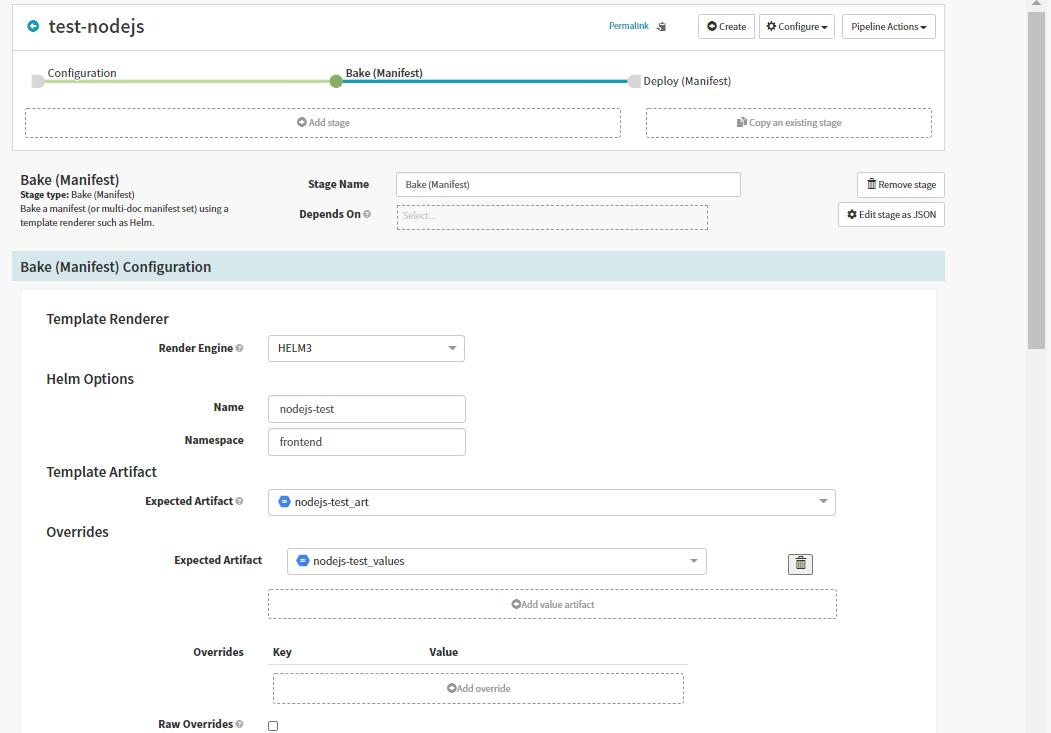 test-nodejs
Permalink
Create
Configure
Pipeline Actions
Configuration
Bake (Manifest)
Deploy (Manifest)
Add stage
Copy an existing stage
Bake (Manifest)
Stage type: Bake (Manifest)
Bake a manifest (or multi-doc manifest set) using a
template renderer such as Helm.
Stage Name
Bake (Manifest)
Remove stage
Depends On
Select...
Edit stage as JSON
Bake (Manifest) Configuration
Template Renderer
Render Engine
HELM3
Helm Options
Name
nodejs-test
Namespace
frontend
Template Artifact
Expected Artifact
nodejs-test_art
Overrides
Expected Artifact
nodejs-test_values
Add value artifact
Overrides
Key
Value
Add override
Raw Overrides